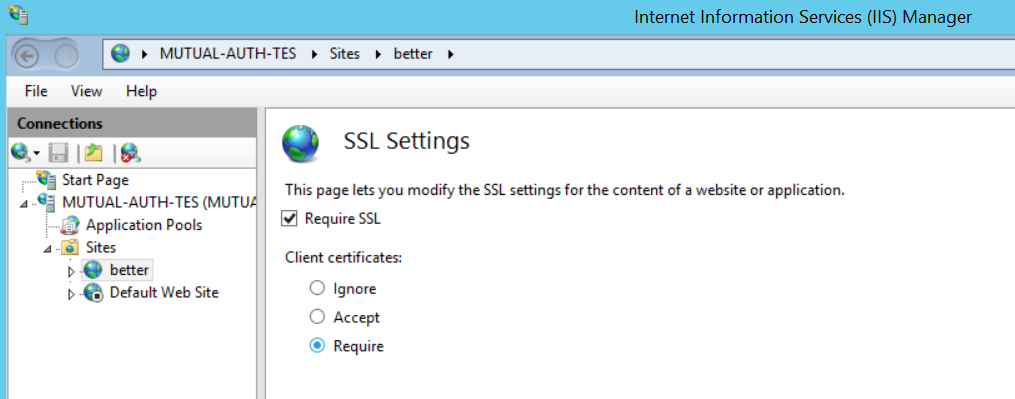 Internet Information Services (IIS) Manager
MUTUAL-AUTH-TES Sites better
File View Help
Connections
SSL Settings
Start Page
This page lets you modify the SSL settings for the content of a website or application.
MUTUAL-AUTH-TES (MUTUA
Require SSL
Application Pools
Sites
Client certificates:
better
Ignore
Default Web Site
Accept
Require